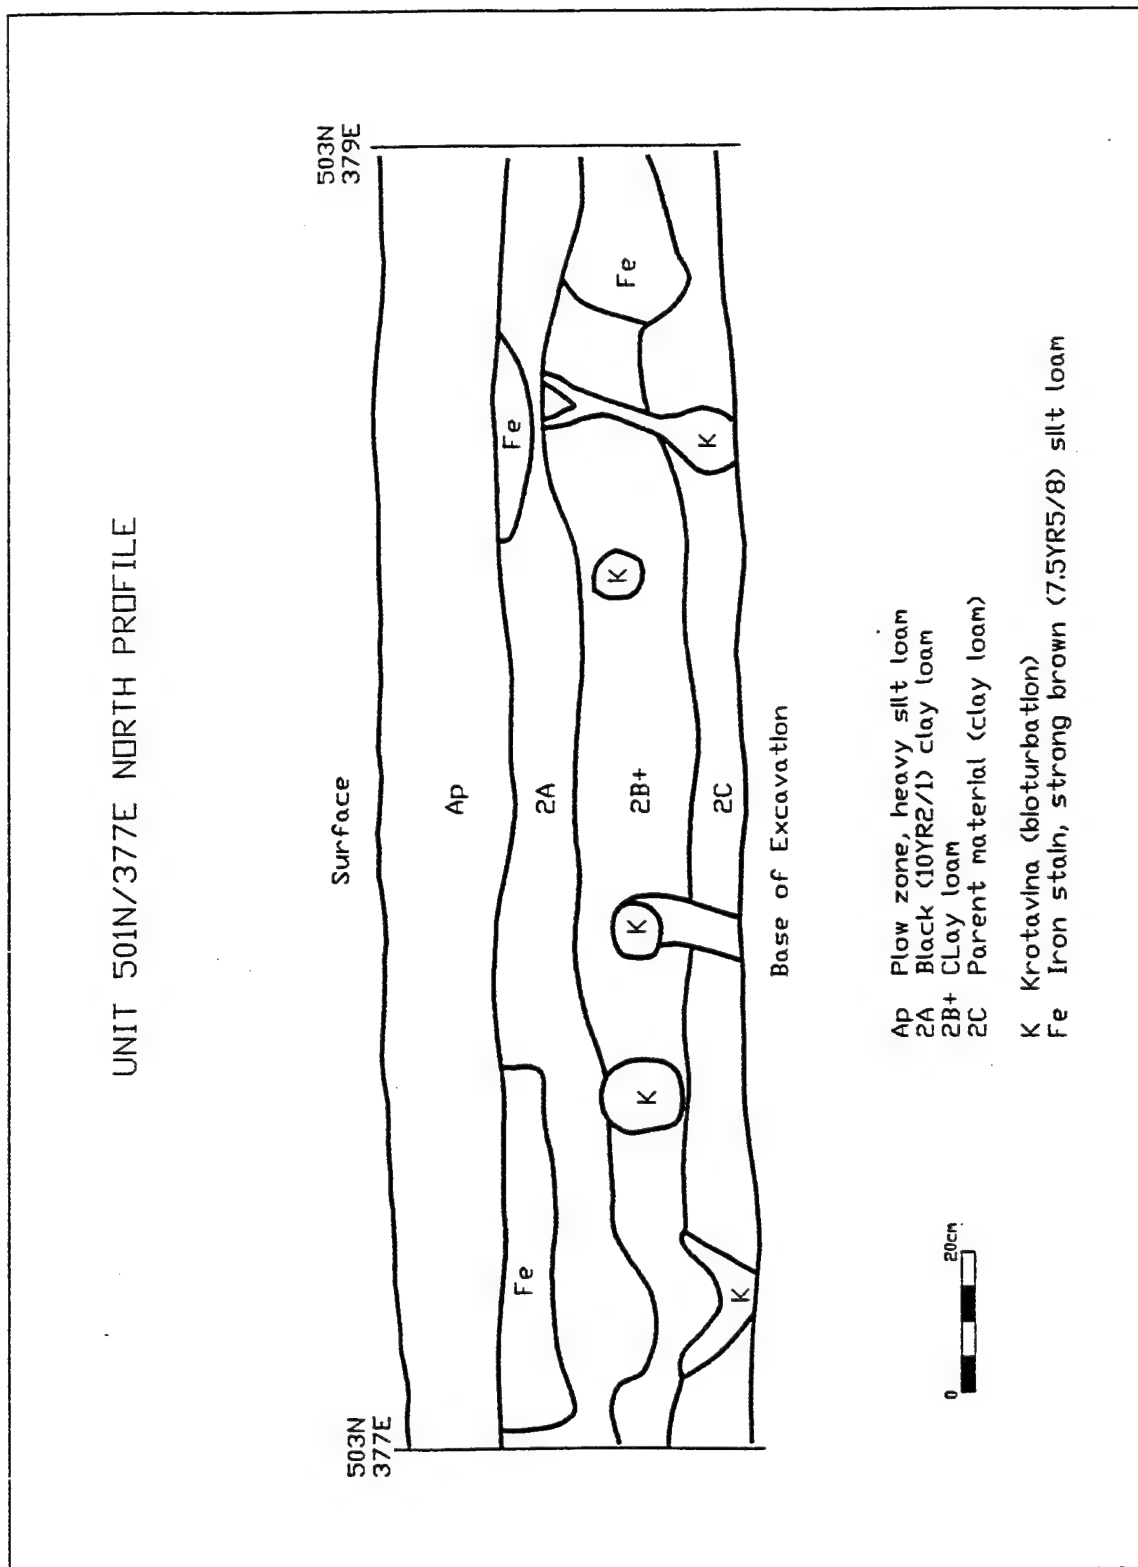 UNIT 501N/377E NORTH PROFILE
503N
377E
503N
379E
Surface
Ap
Fe
Fe
2A
K
K
K
Fe
2B+
K
K
2C
Base of Excavation
0
20cm
Ap Plow zone, heavy silt loam
2A Black (10YR2/1) clay loam
2B+ CLay loam
2C Parent material (clay loam)
K Krotavina (bioturbation)
Fe Iron stain, strong brown (7.5YR5/8) silt loam